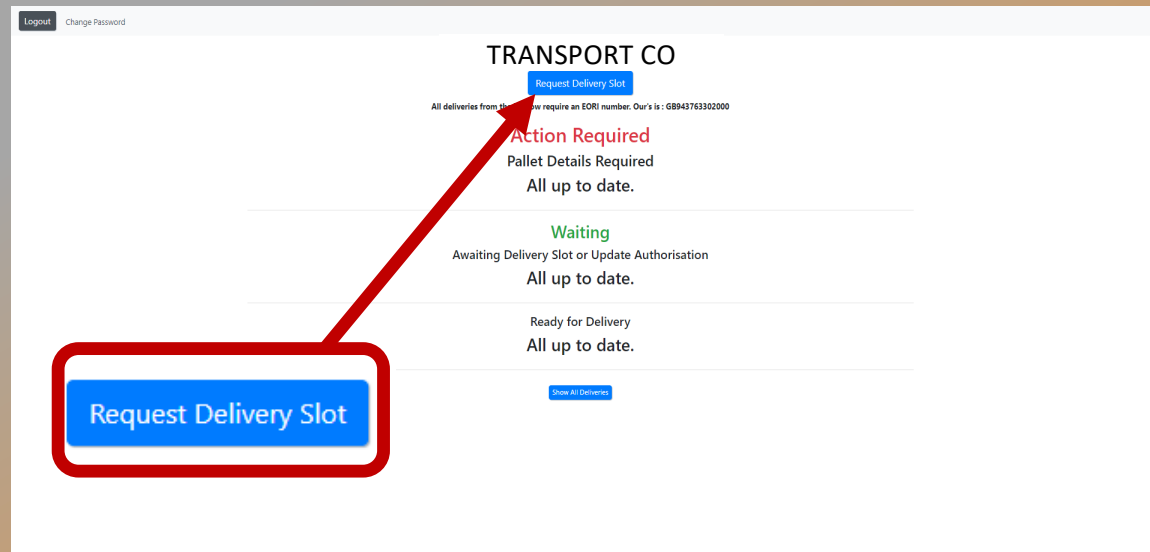 Logout Change Password
TRANSPORT CO
Request Delivery Slot
All deliveries from require an EORI number. Our's is : GB943763302000
Action Required
Pallet Details Required
All up to date.
Waiting
Awaiting Delivery Slot or Update Authorisation
All up to date.
Ready for Delivery
All up to date.
Show All Deliveries
Request Delivery Slot